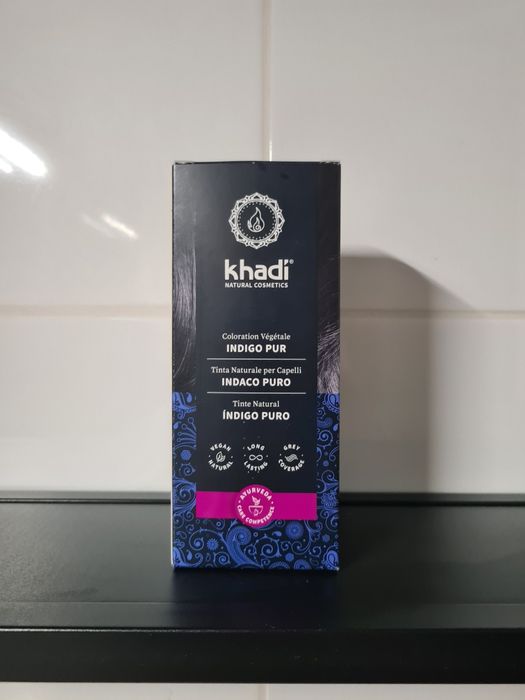 khadí®
NATURAL COSMETICS
Coloration Végétale
INDIGO PUR
Tinta Naturale per Capelli
INDACO PURO
Tinte Natural
ÍNDIGO PURO
VEGAN NATURAL
LONG LASTING
GREY COVERAGE
AYURVEDA
CARE COMPETENCE